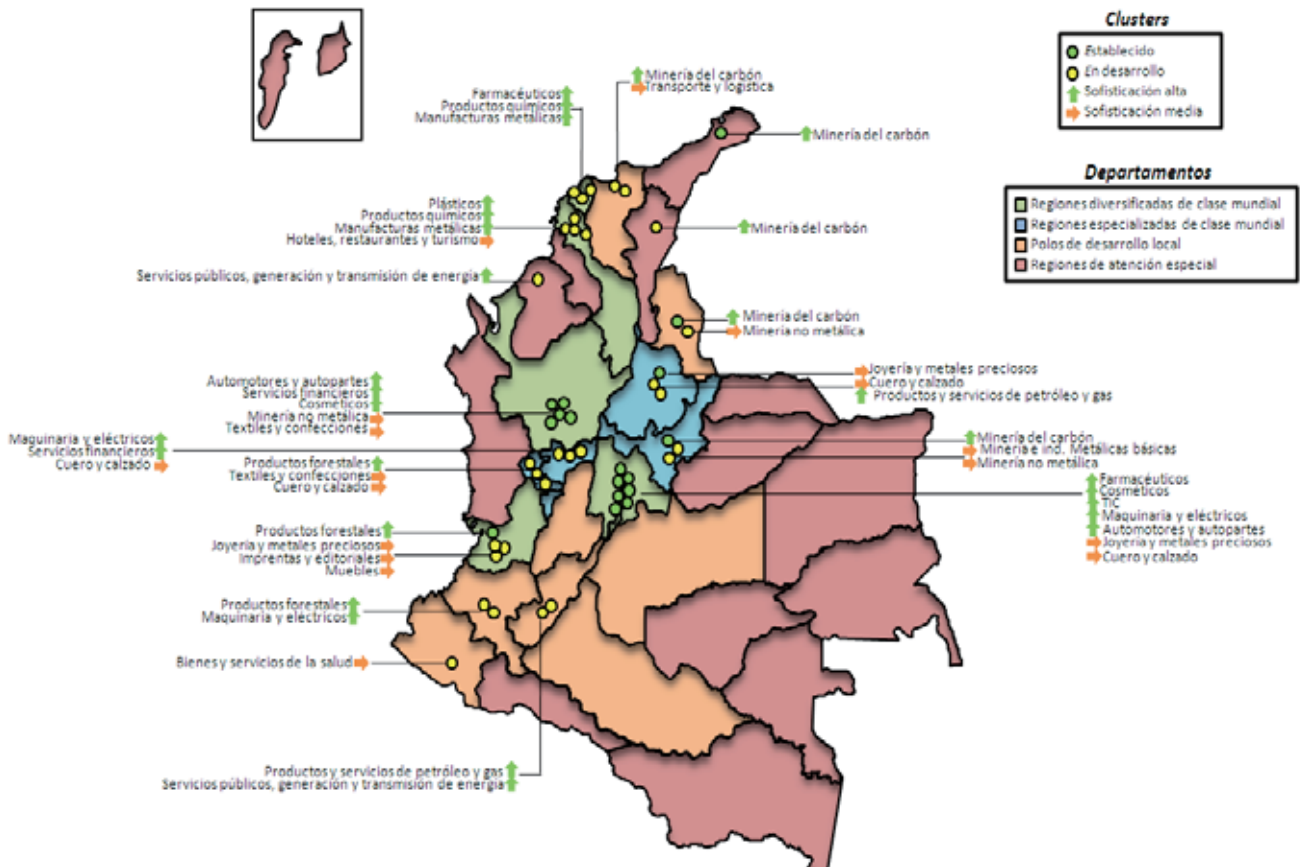 Clusters
Establecido
En desarrollo
Sofisticación alta
Sofisticación media
Departamentos
Regiones diversificadas de clase mundial
Regiones especializadas de clase mundial
Polos de desarrollo local
Regiones de atención especial
Minería del carbón
Transporte y logística
Farmacéuticos
Productos químicos
Manufacturas metálicas
Minería del carbón
Plásticos
Productos químicos
Manufacturas metálicas
Hoteles, restaurantes y turismo
Minería del carbón
Servicios públicos, generación y transmisión de energía
Minería del carbón
Minería no metálica
Joyería y metales preciosos
Cuero y calzado
Productos y servicios de petróleo y gas
Automotores y autopartes
Servicios financieros
Cosméticos
Minería no metálica
Textiles y confecciones
Maquinaria y eléctricos
Servicios financieros
Cuero y calzado
Productos forestales
Textiles y confecciones
Cuero y calzado
Minería del carbón
Minería e ind. Metálicas básicas
Minería no metálica
Farmacéuticos
Cosméticos
TIC
Maquinaria y eléctricos
Automotores y autopartes
Joyería y metales preciosos
Cuero y calzado
Productos forestales
Joyería y metales preciosos
Imprentas y editoriales
Muebles
Productos forestales
Maquinaria y eléctricos
Bienes y servicios de la salud
Productos y servicios de petróleo y gas
Servicios públicos, generación y transmisión de energía